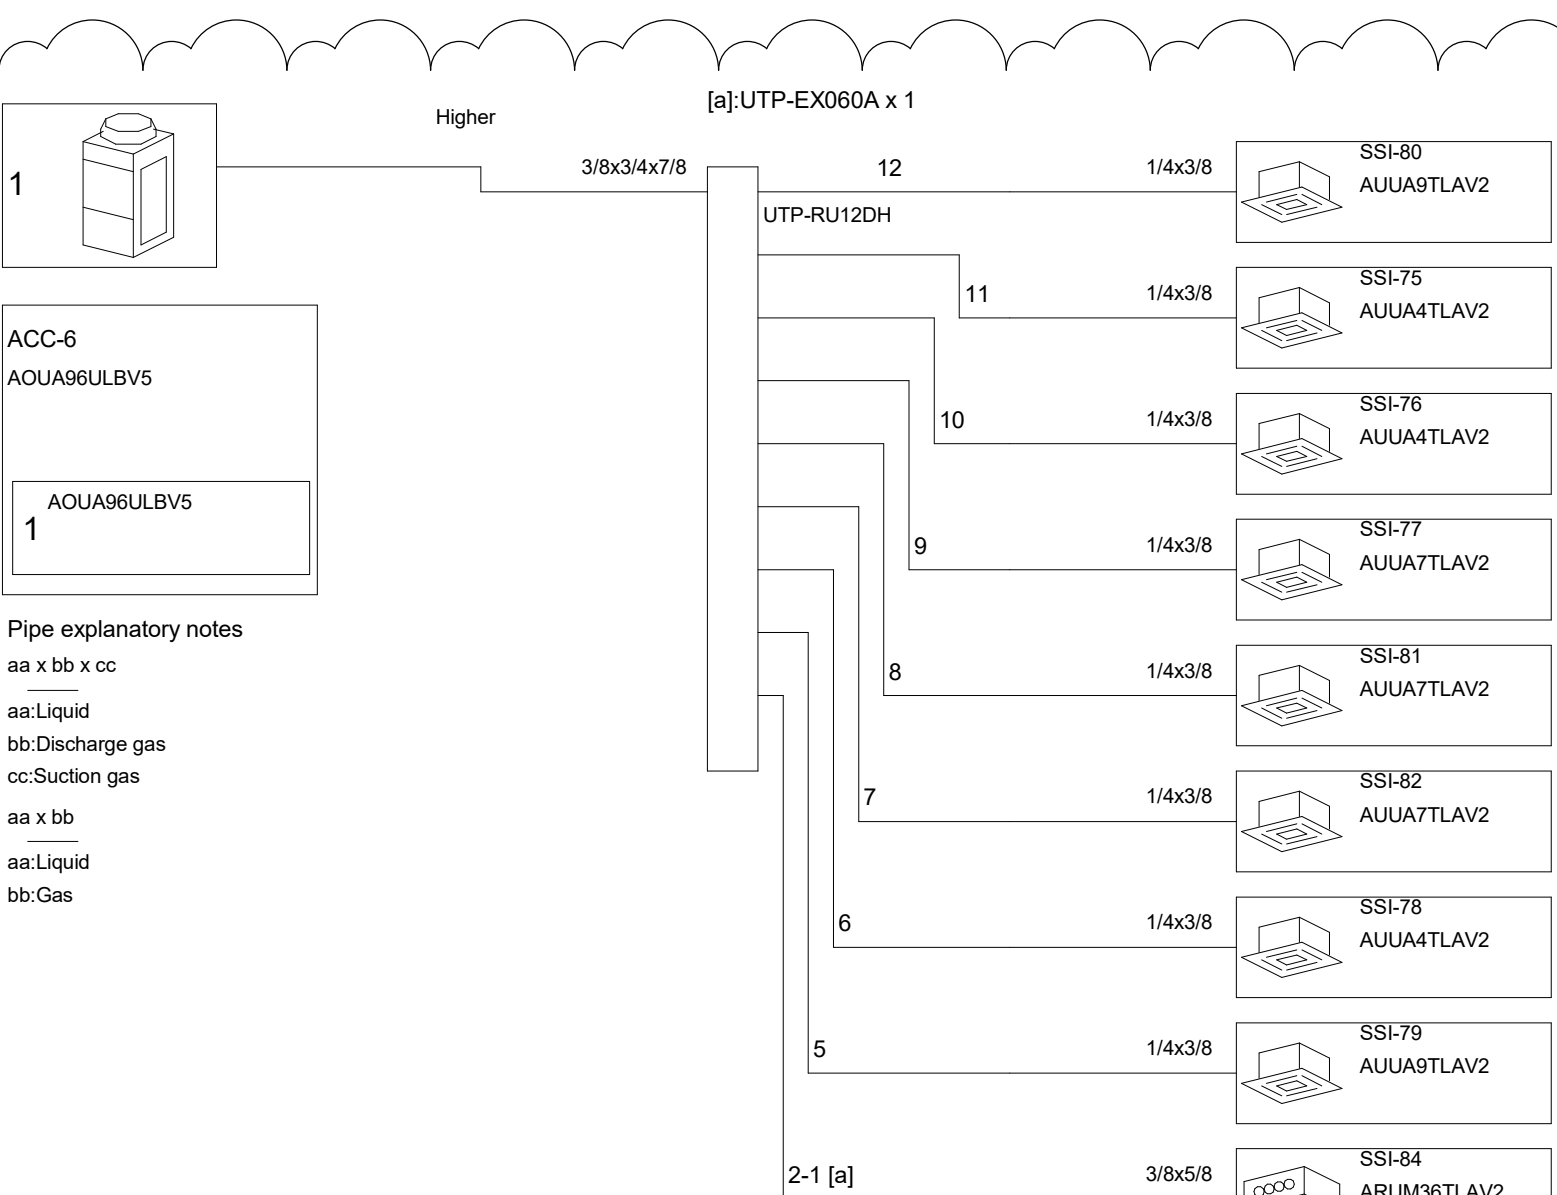 [a]:UTP-EX060A x 1
Higher
1
3/8x3/4x7/8
12
1/4x3/8
SSI-80
AUUA9TLAV2
UTP-RU12DH
11
1/4x3/8
SSI-75
AUUA4TLAV2
ACC-6
AOUA96ULBV5
10
1/4x3/8
SSI-76
AUUA4TLAV2
AOUA96ULBV5
1
9
1/4x3/8
SSI-77
AUUA7TLAV2
Pipe explanatory notes
aa x bb x cc
aa:Liquid
bb:Discharge gas
cc:Suction gas
aa x bb
aa:Liquid
bb:Gas
8
1/4x3/8
SSI-81
AUUA7TLAV2
7
1/4x3/8
SSI-82
AUUA7TLAV2
6
1/4x3/8
SSI-78
AUUA4TLAV2
5
1/4x3/8
SSI-79
AUUA9TLAV2
2-1 [a]
3/8x5/8
SSI-84
ARUM36TLAV2